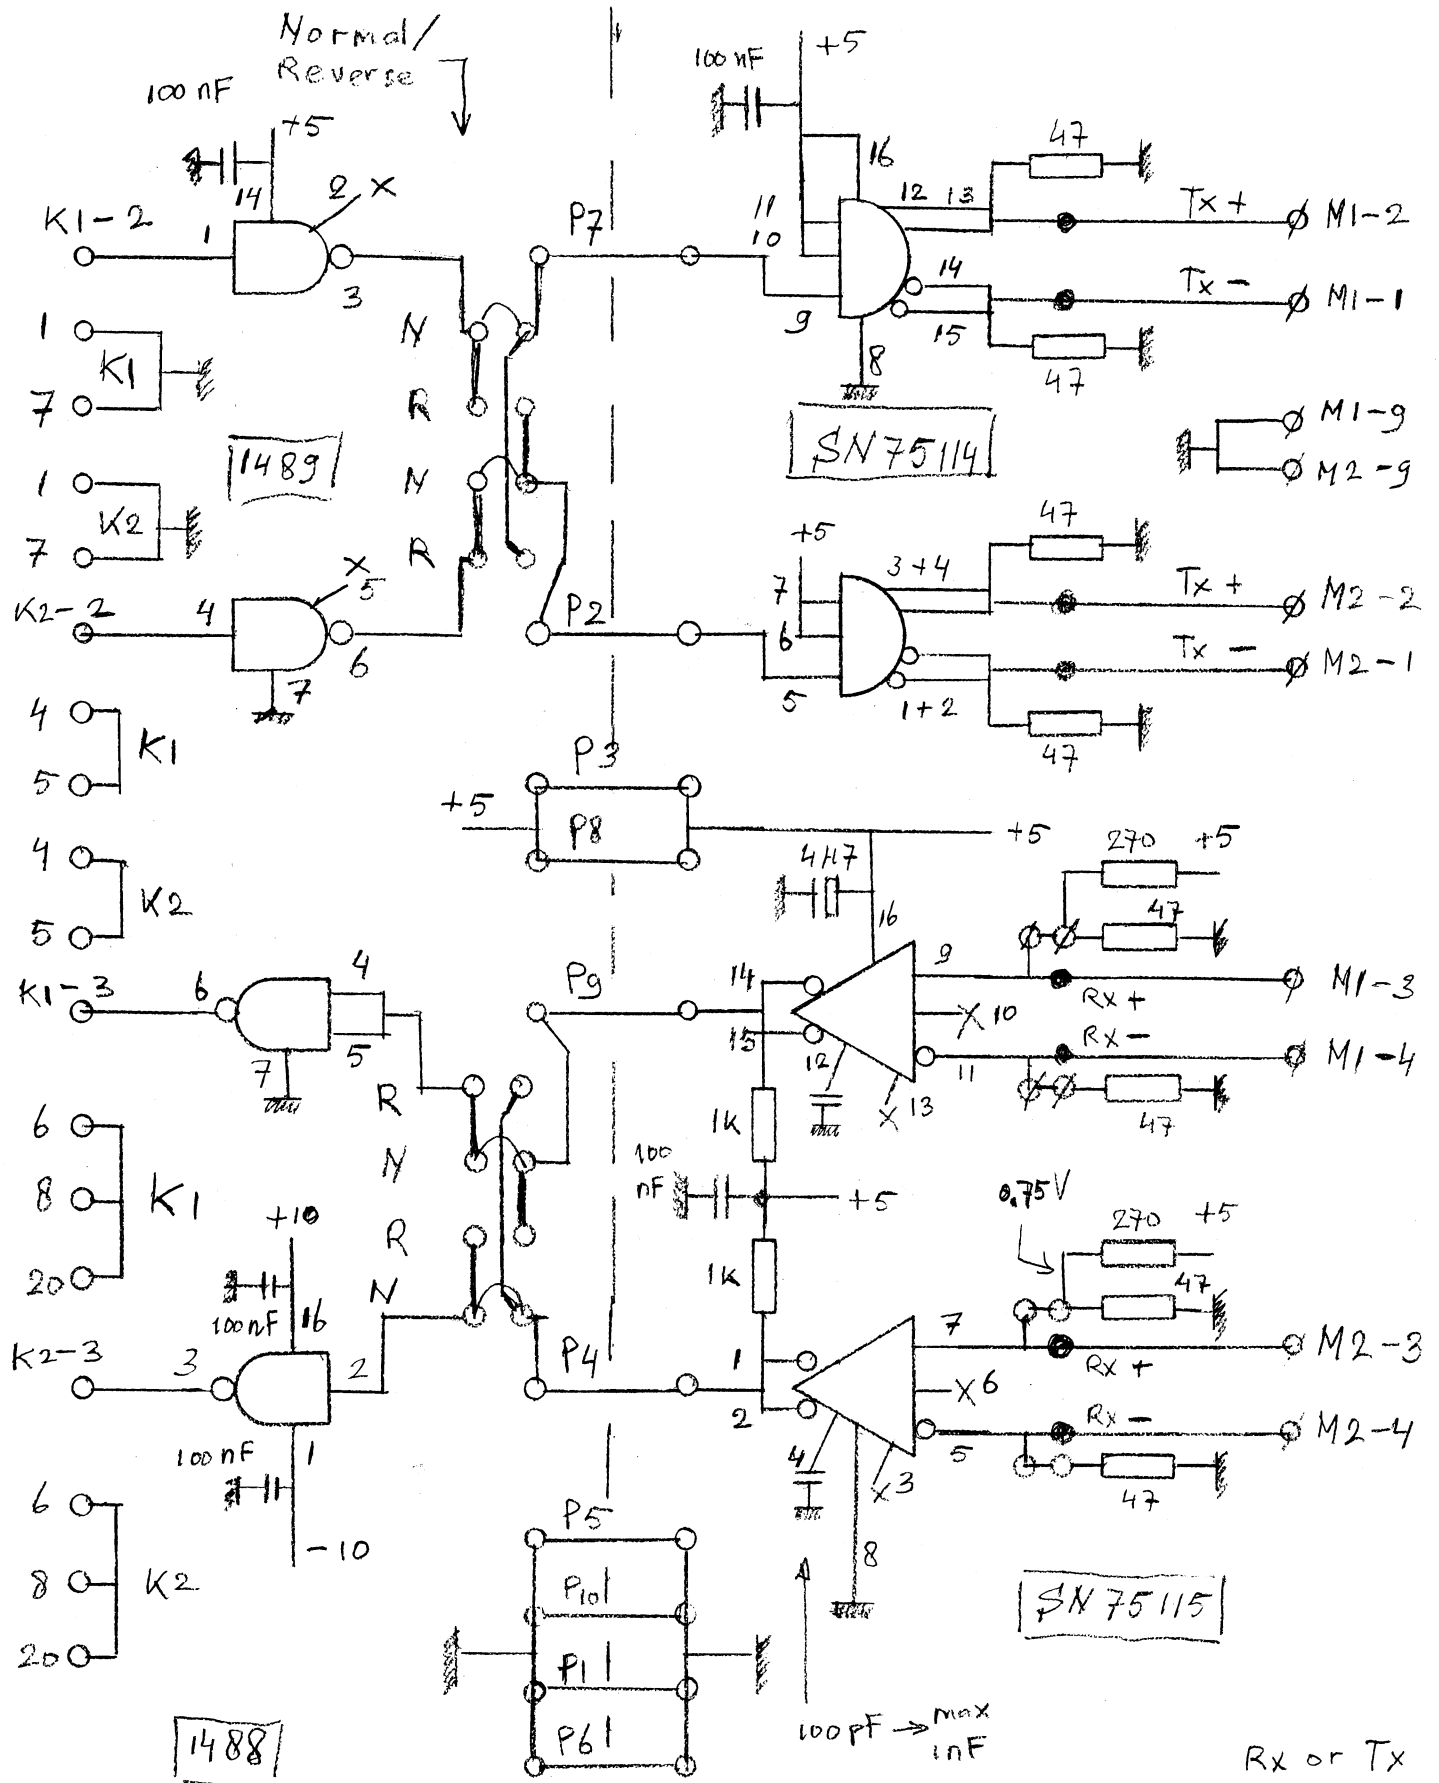 Normal/
Reverse
100 nF
+5
14
2 X
K1-2
1
3
P7
N
1
K1
7
R
1489
1
K2
7
N
R
X
5
K2-2
4
6
7
P2
100 nF
+5
16
11
10
9
12 13
14
15
8
47
Tx +
M1-2
Tx -
M1-1
47
SN75114
M1-9
M2-9
+5
7
6
5
3+4
1+2
47
Tx +
M2-2
Tx -
M2-1
47
4
K1
5
4
K2
5
P3
+5
P8
+5
4µ7
16
270
+5
47
K1-3
6
4
5
7
P9
14
15
12
9
X 10
11
X 13
Rx +
M1-3
Rx -
M1-4
47
R
N
R
N
6
8
K1
20
+10
100nF
16
K2-3
3
2
100nF
1
-10
1K
100
nF
+5
1K
0.75V
270
+5
47
P4
1
2
4
7
X 6
5
X 3
8
Rx +
M2-3
Rx -
M2-4
47
6
8
K2
20
P5
P10
P1
P6
100pF → max
1nF
SN75115
1488
Rx or Tx